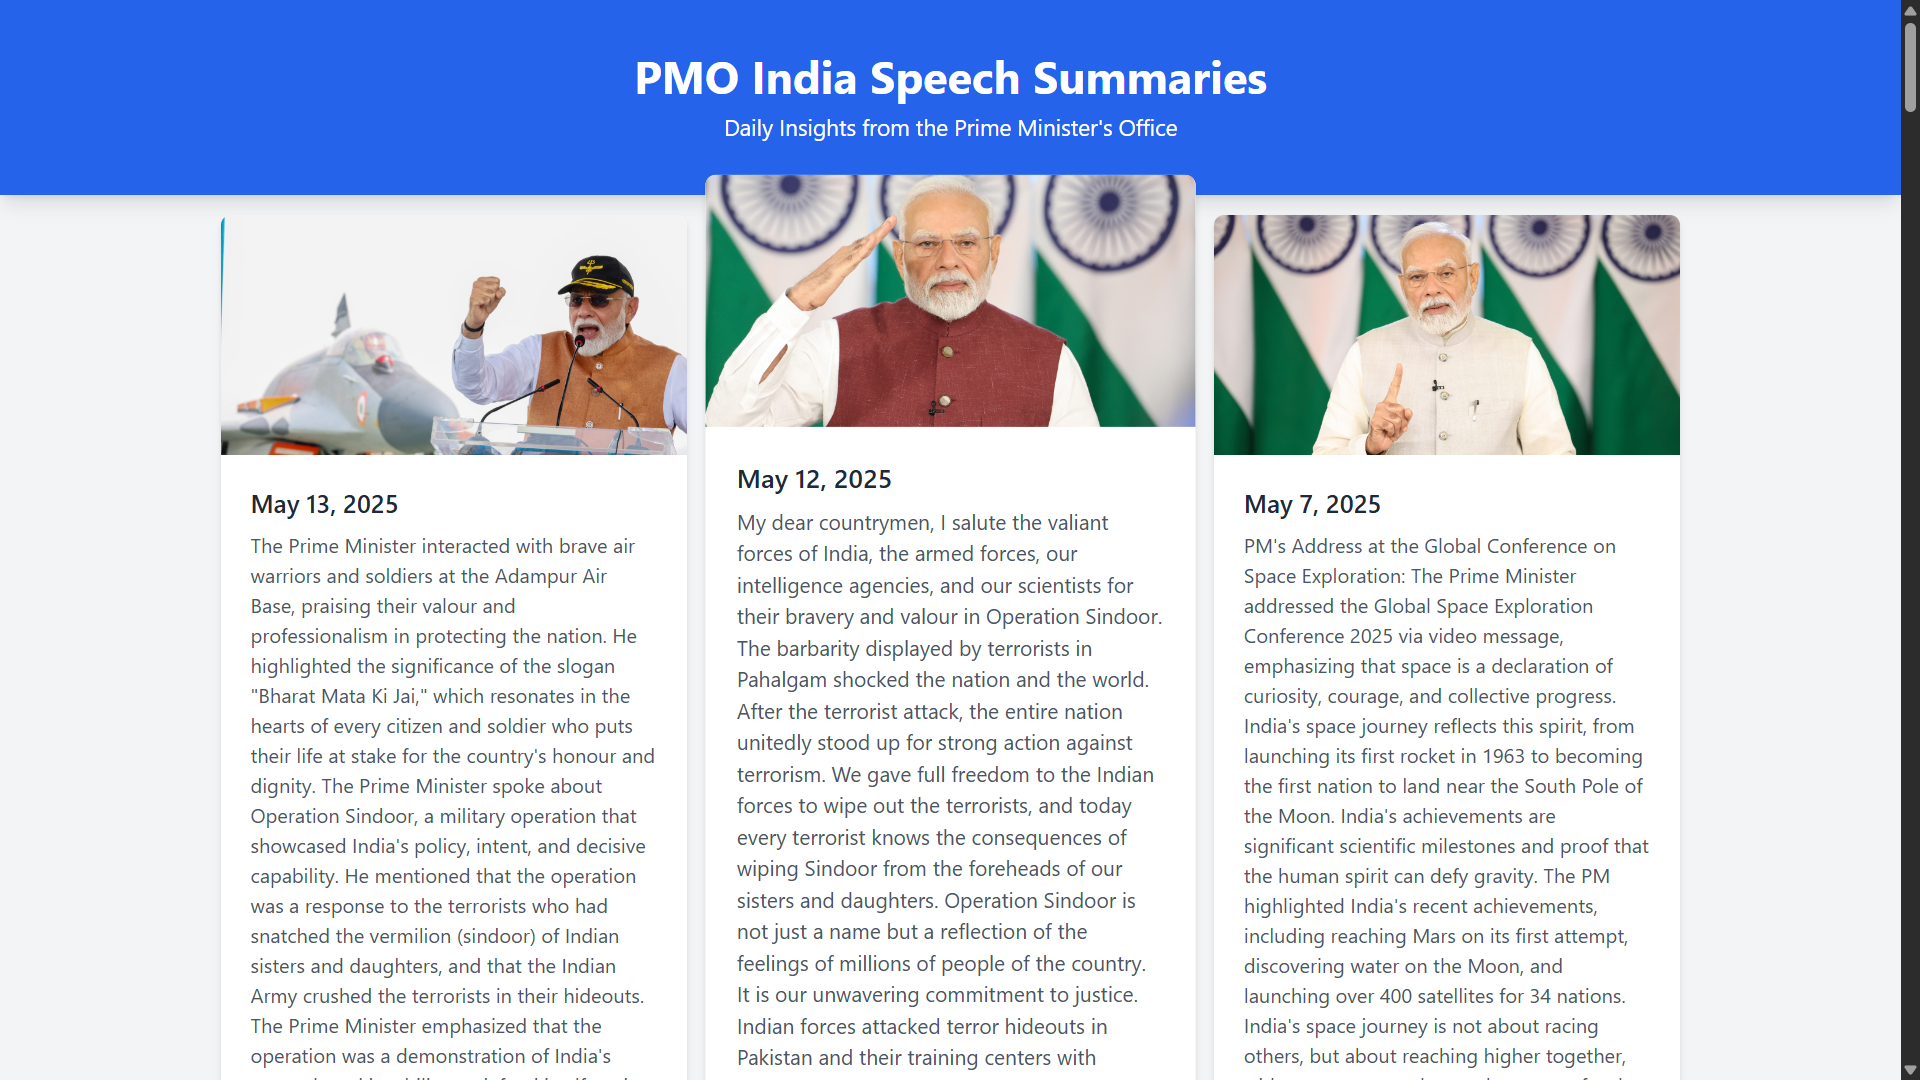 PMO India Speech Summaries
Daily Insights from the Prime Minister's Office
May 13, 2025
The Prime Minister interacted with brave air
warriors and soldiers at the Adampur Air
Base, praising their valour and
professionalism in protecting the nation. He
highlighted the significance of the slogan
"Bharat Mata Ki Jai," which resonates in the
hearts of every citizen and soldier who puts
their life at stake for the country's honour and
dignity. The Prime Minister spoke about
Operation Sindoor, a military operation that
showcased India's policy, intent, and decisive
capability. He mentioned that the operation
was a response to the terrorists who had
snatched the vermilion (sindoor) of Indian
sisters and daughters, and that the Indian
Army crushed the terrorists in their hideouts.
The Prime Minister emphasized that the
operation was a demonstration of India's
May 12, 2025
My dear countrymen, I salute the valiant
forces of India, the armed forces, our
intelligence agencies, and our scientists for
their bravery and valour in Operation Sindoor.
The barbarity displayed by terrorists in
Pahalgam shocked the nation and the world.
After the terrorist attack, the entire nation
unitedly stood up for strong action against
terrorism. We gave full freedom to the Indian
forces to wipe out the terrorists, and today
every terrorist knows the consequences of
wiping Sindoor from the foreheads of our
sisters and daughters. Operation Sindoor is
not just a name but a reflection of the
feelings of millions of people of the country.
It is our unwavering commitment to justice.
Indian forces attacked terror hideouts in
Pakistan and their training centers with
May 7, 2025
PM's Address at the Global Conference on
Space Exploration: The Prime Minister
addressed the Global Space Exploration
Conference 2025 via video message,
emphasizing that space is a declaration of
curiosity, courage, and collective progress.
India's space journey reflects this spirit, from
launching its first rocket in 1963 to becoming
the first nation to land near the South Pole of
the Moon. India's achievements are
significant scientific milestones and proof that
the human spirit can defy gravity. The PM
highlighted India's recent achievements,
including reaching Mars on its first attempt,
discovering water on the Moon, and
launching over 400 satellites for 34 nations.
India's space journey is not about racing
others, but about reaching higher together,